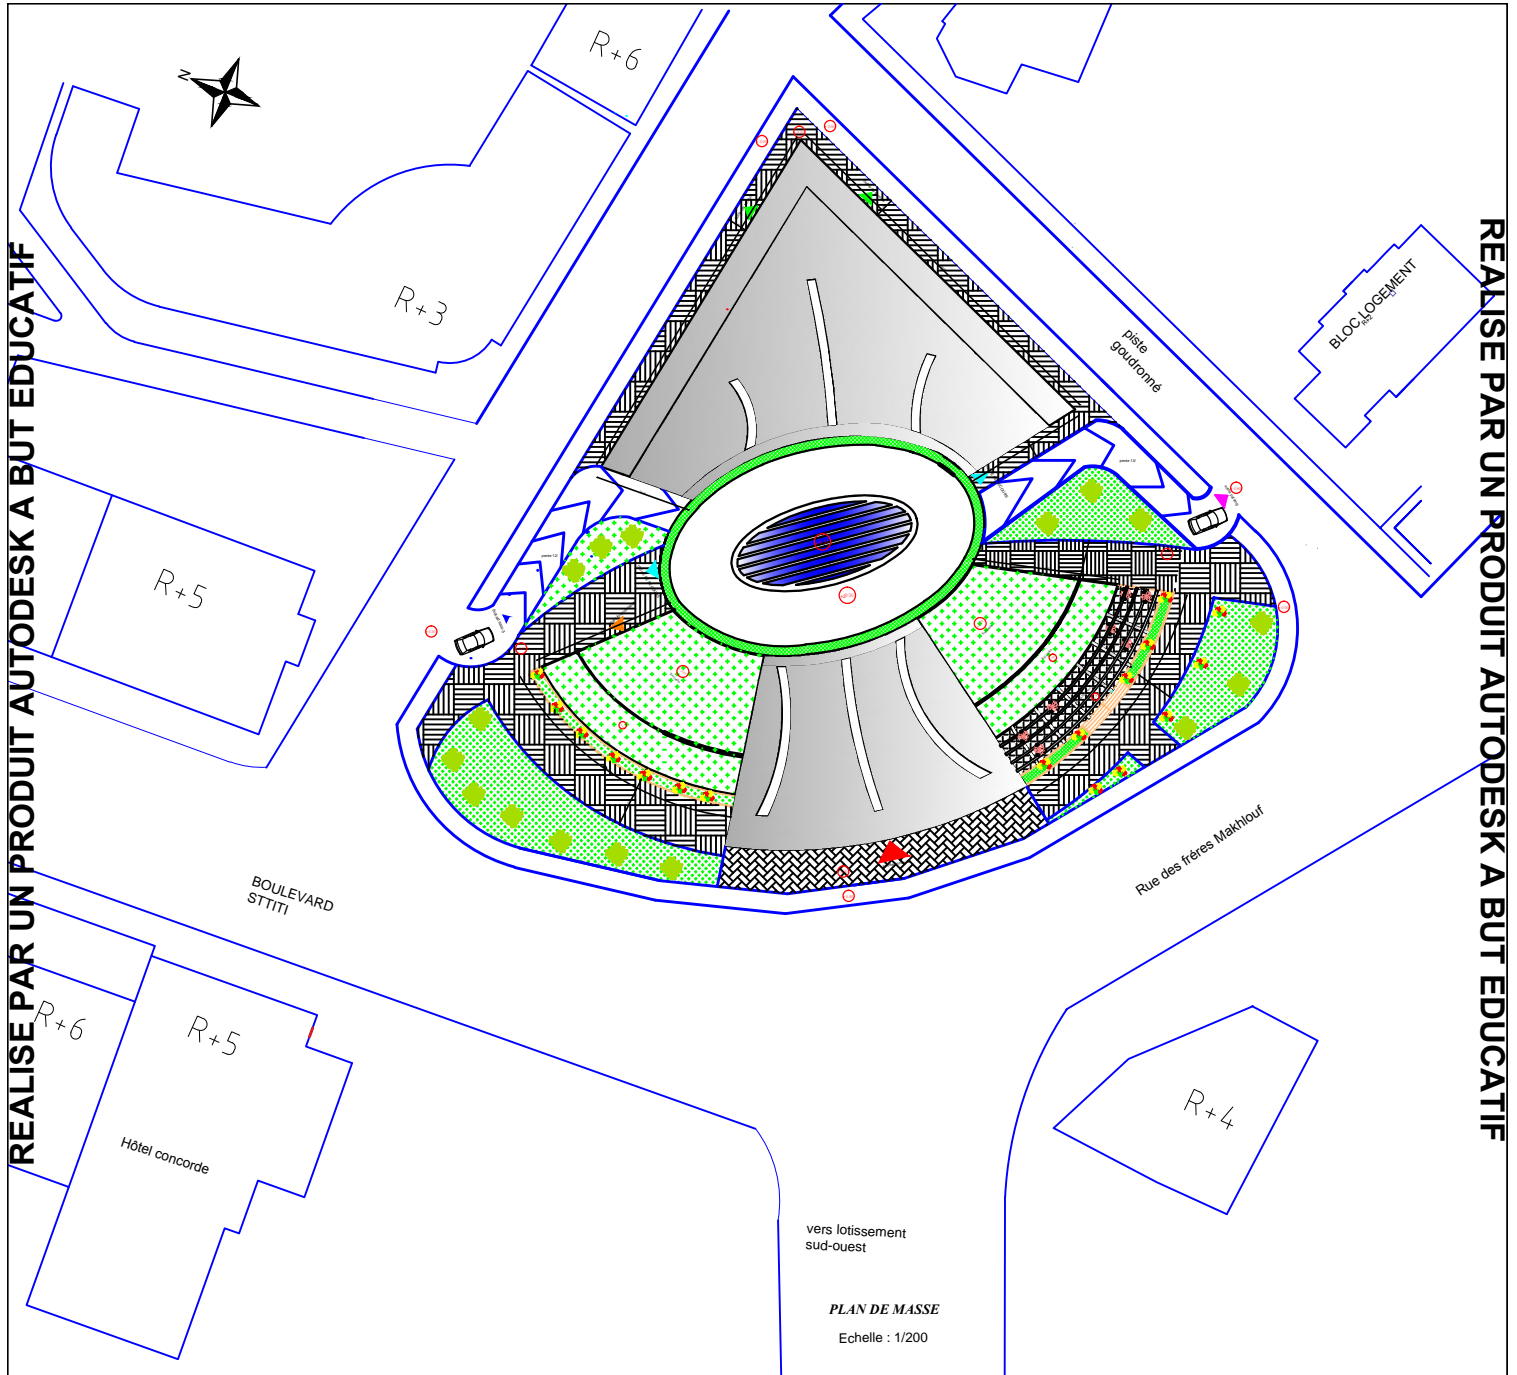 R+6
N
R+3
REALISE PAR UN PRODUIT AUTODESK A BUT EDUCATIF
REALISE PAR UN PRODUIT AUTODESK A BUT EDUCATIF
piste
goudronné
BLOC LOGEMENT
R+5
BOULEVARD
STTITI
Rue des fréres Makhlouf
R+6
R+5
Hôtel concorde
R+4
vers lotissement
sud-ouest
PLAN DE MASSE
Echelle : 1/200